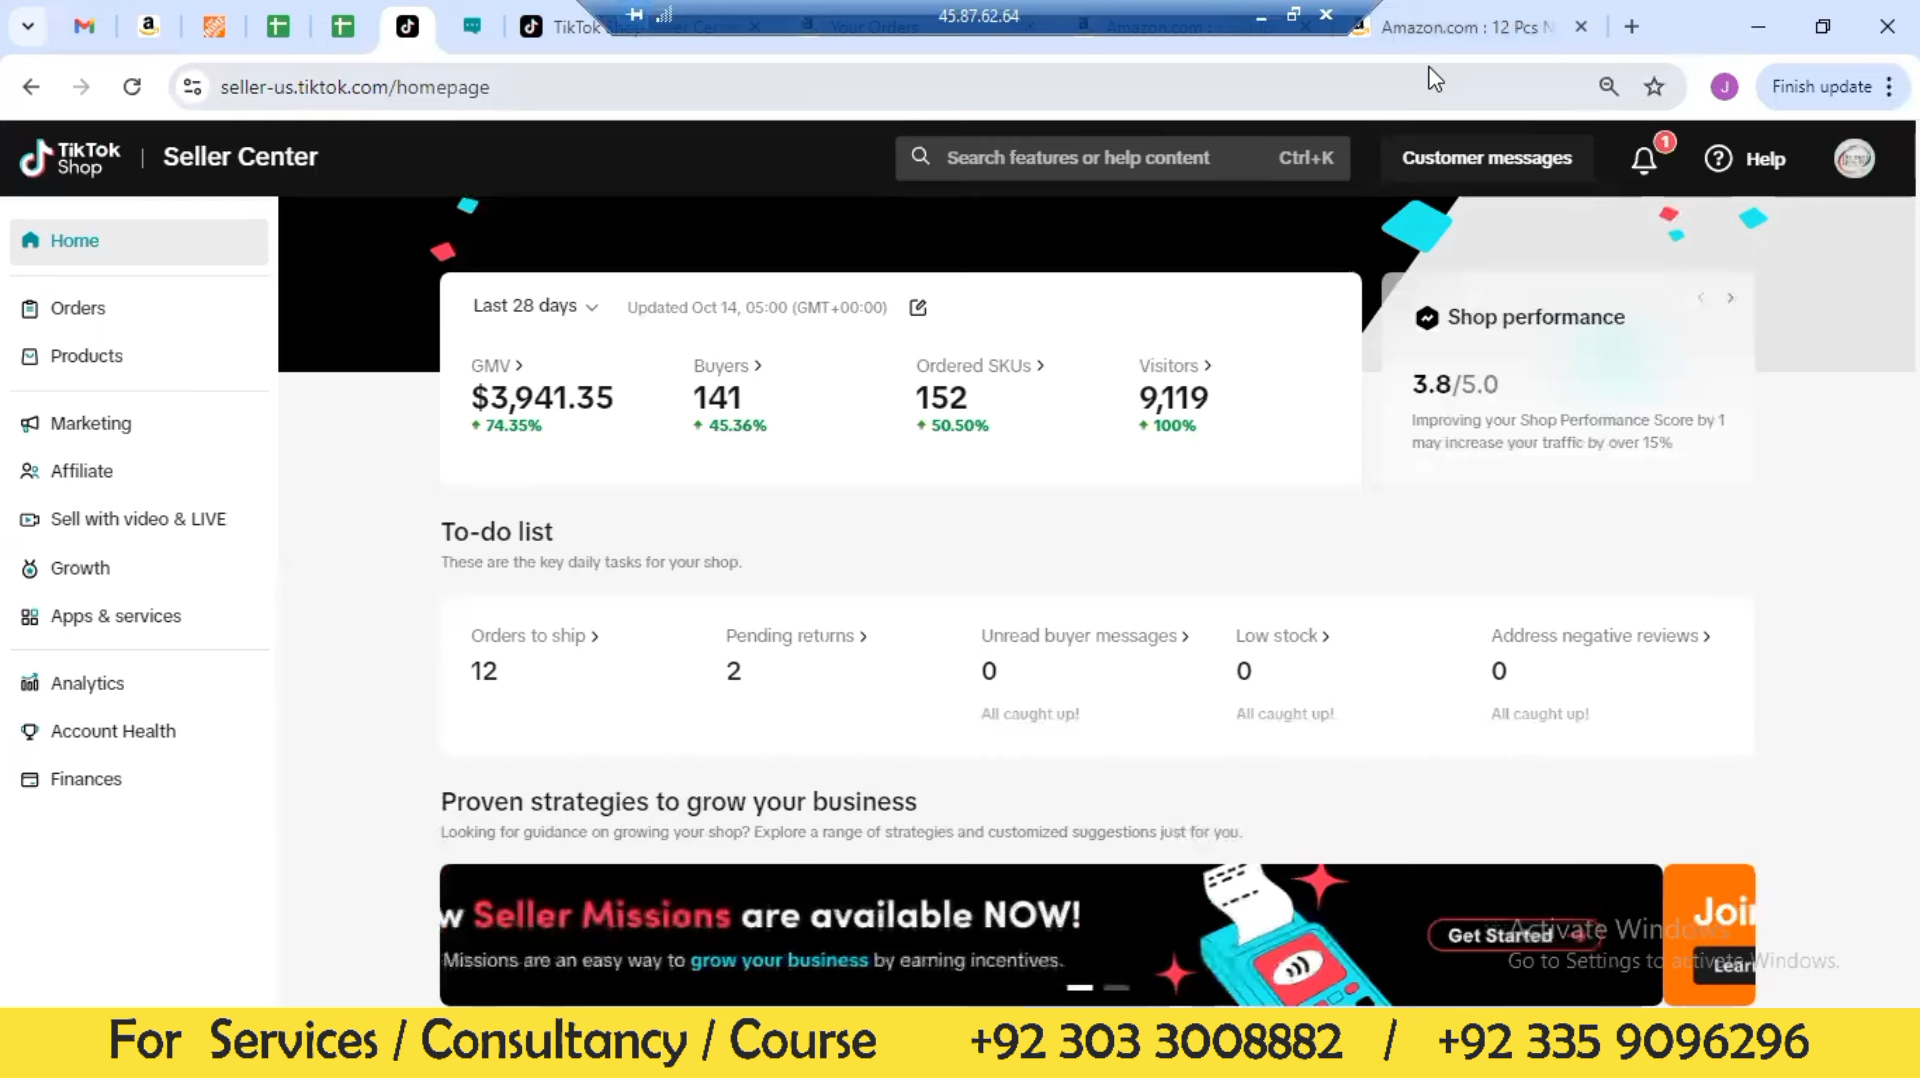 45.87.62.64
TikTok Shop
Your Orders
Amazon.com :
Amazon.com : 12 Pcs N
seller-us.tiktok.com/homepage
J
Finish update
TikTok
Shop
Seller Center
Search features or help content
Ctrl+K
Customer messages
1
Help
Home
Orders
Products
Marketing
Affiliate
Sell with video & LIVE
Growth
Apps & services
Analytics
Account Health
Finances
Last 28 days
Updated Oct 14, 05:00 (GMT+00:00)
GMV
$3,941.35
74.35%
Buyers
141
45.36%
Ordered SKUs
152
50.50%
Visitors
9,119
100%
Shop performance
3.8/5.0
Improving your Shop Performance Score by 1
may increase your traffic by over 15%
To-do list
These are the key daily tasks for your shop.
Orders to ship
12
Pending returns
2
Unread buyer messages
0
All caught up!
Low stock
0
All caught up!
Address negative reviews
0
All caught up!
Proven strategies to grow your business
Looking for guidance on growing your shop? Explore a range of strategies and customized suggestions just for you.
w Seller Missions are available NOW!
Missions are an easy way to grow your business by earning incentives.
Get Started
Join
Learn
Activate Windows
Go to Settings to activate Windows.
For Services / Consultancy / Course +92 303 3008882 / +92 335 9096296